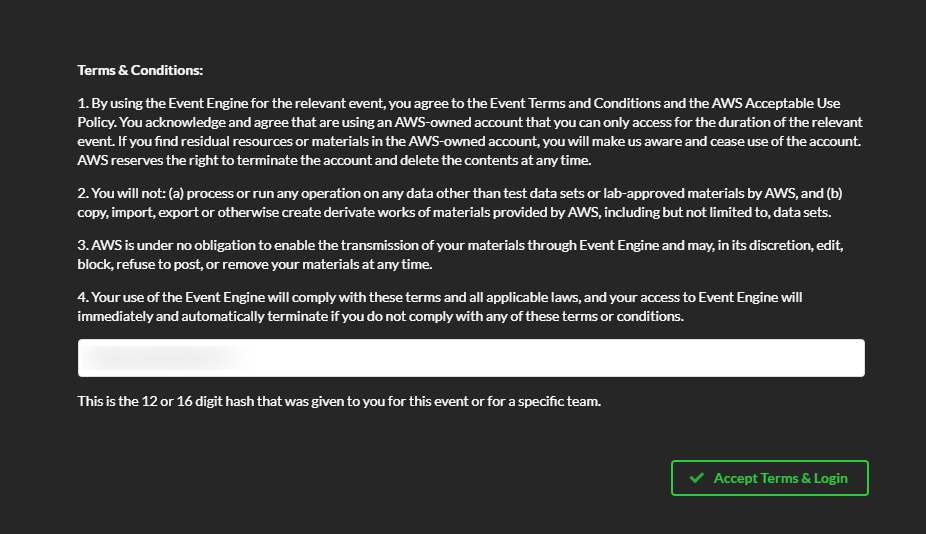 Terms & Conditions:
1. By using the Event Engine for the relevant event, you agree to the Event Terms and Conditions and the AWS Acceptable Use
Policy. You acknowledge and agree that are using an AWS-owned account that you can only access for the duration of the relevant
event. If you find residual resources or materials in the AWS-owned account, you will make us aware and cease use of the account.
AWS reserves the right to terminate the account and delete the contents at any time.
2. You will not: (a) process or run any operation on any data other than test data sets or lab-approved materials by AWS, and (b)
copy, import, export or otherwise create derivate works of materials provided by AWS, including but not limited to, data sets.
3. AWS is under no obligation to enable the transmission of your materials through Event Engine and may, in its discretion, edit,
block, refuse to post, or remove your materials at any time.
4. Your use of the Event Engine will comply with these terms and all applicable laws, and your access to Event Engine will
immediately and automatically terminate if you do not comply with any of these terms or conditions.
This is the 12 or 16 digit hash that was given to you for this event or for a specific team.
Accept Terms & Login